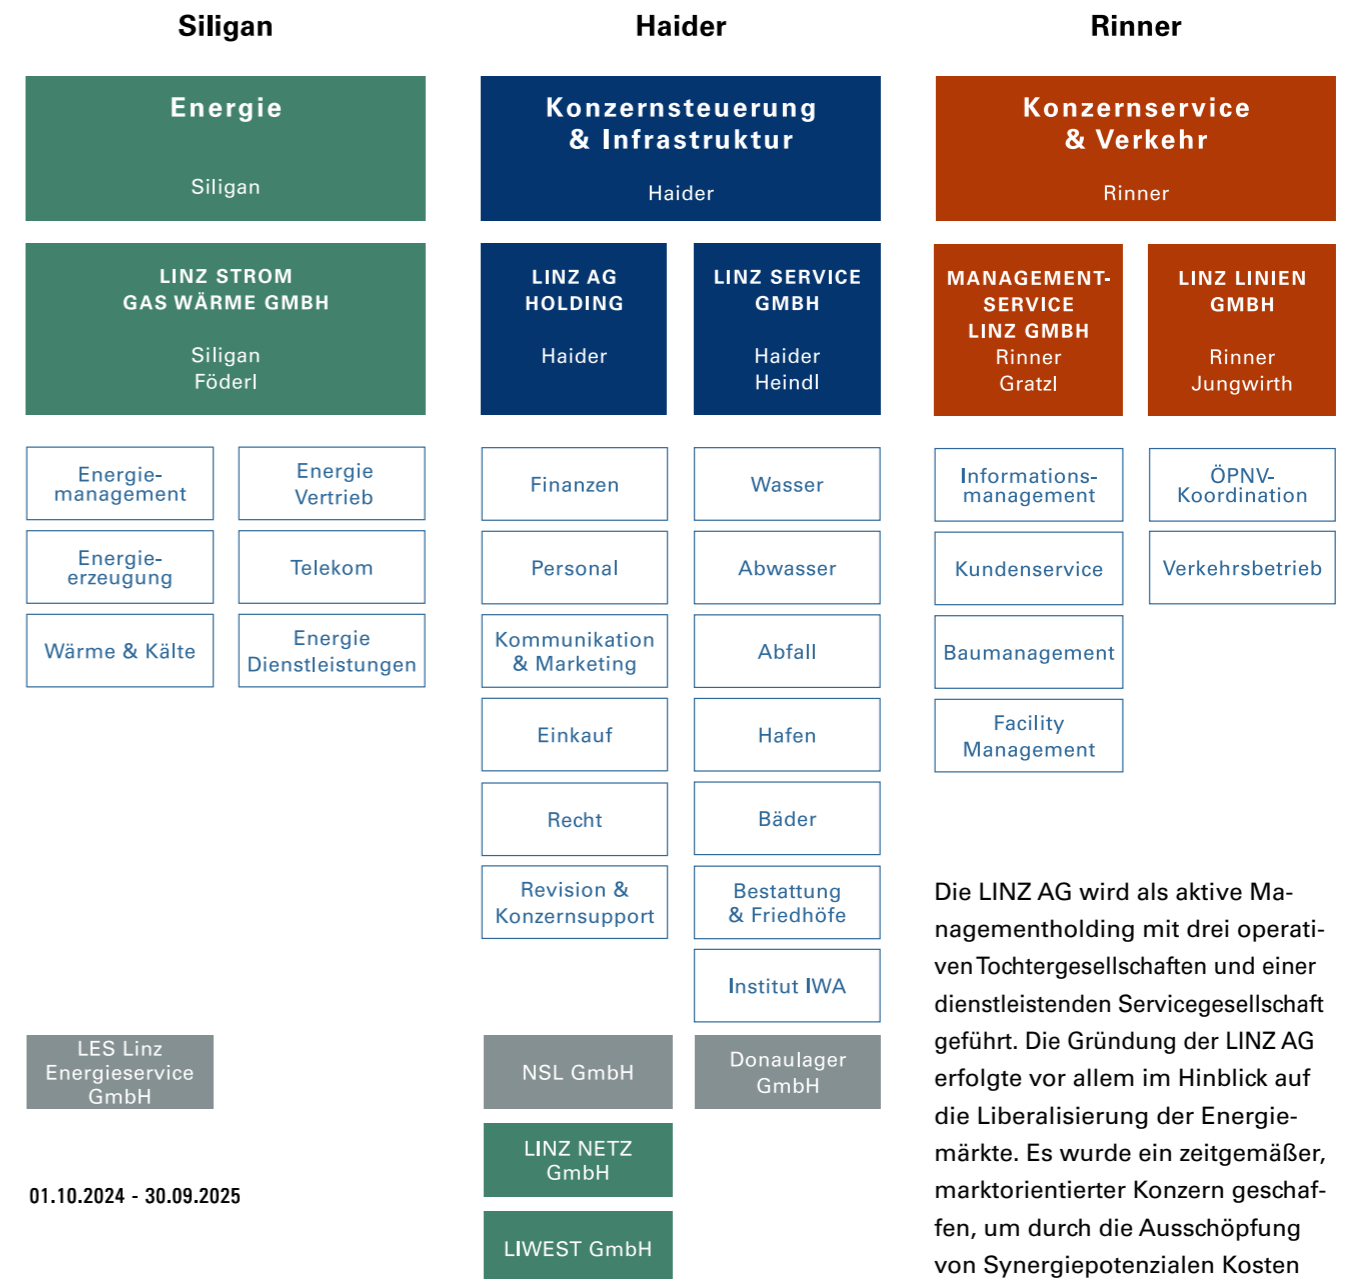 Siligan
Haider
Rinner
Energie
Siligan
Konzernsteuerung
& Infrastruktur
Haider
Konzernservice
& Verkehr
Rinner
LINZ STROM
GAS WÄRME GMBH
Siligan
Föderl
LINZ AG
HOLDING
Haider
LINZ SERVICE
GMBH
Haider
Heindl
MANAGEMENT-
SERVICE
LINZ GMBH
Rinner
Gratzl
LINZ LINIEN
GMBH
Rinner
Jungwirth
Energie-
management
Energie
Vertrieb
Energie-
erzeugung
Telekom
Wärme & Kälte
Energie
Dienstleistungen
Finanzen
Personal
Kommunikation
& Marketing
Einkauf
Recht
Revision &
Konzernsupport
Wasser
Abwasser
Abfall
Hafen
Bäder
Bestattung
& Friedhöfe
Institut IWA
Informations-
management
Kundenservice
Baumanagement
Facility
Management
ÖPNV-
Koordination
Verkehrsbetrieb
LES Linz
Energieservice
GmbH
NSL GmbH
Donaulager
GmbH
LINZ NETZ
GmbH
LIWEST GmbH
01.10.2024 - 30.09.2025
Die LINZ AG wird als aktive Ma-
nagementholding mit drei operati-
ven Tochtergesellschaften und einer
dienstleistenden Servicegesellschaft
geführt. Die Gründung der LINZ AG
erfolgte vor allem im Hinblick auf
die Liberalisierung der Energie-
märkte. Es wurde ein zeitgemäßer,
marktorientierter Konzern geschaf-
fen, um durch die Ausschöpfung
von Synergiepotenzialen Kosten